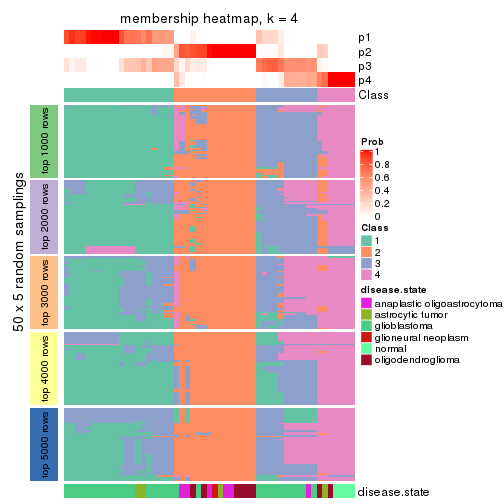 membership heatmap, k = 4
p1
p2
p3
p4
Class
50 x 5 random samplings
top 1000 rows
top 2000 rows
top 3000 rows
top 4000 rows
top 5000 rows
disease.state
Prob
1
0.8
0.6
0.4
0.2
0
Class
1
2
3
4
disease.state
anaplastic oligoastrocytoma
astrocytic tumor
glioblastoma
glioneural neoplasm
normal
oligodendroglioma